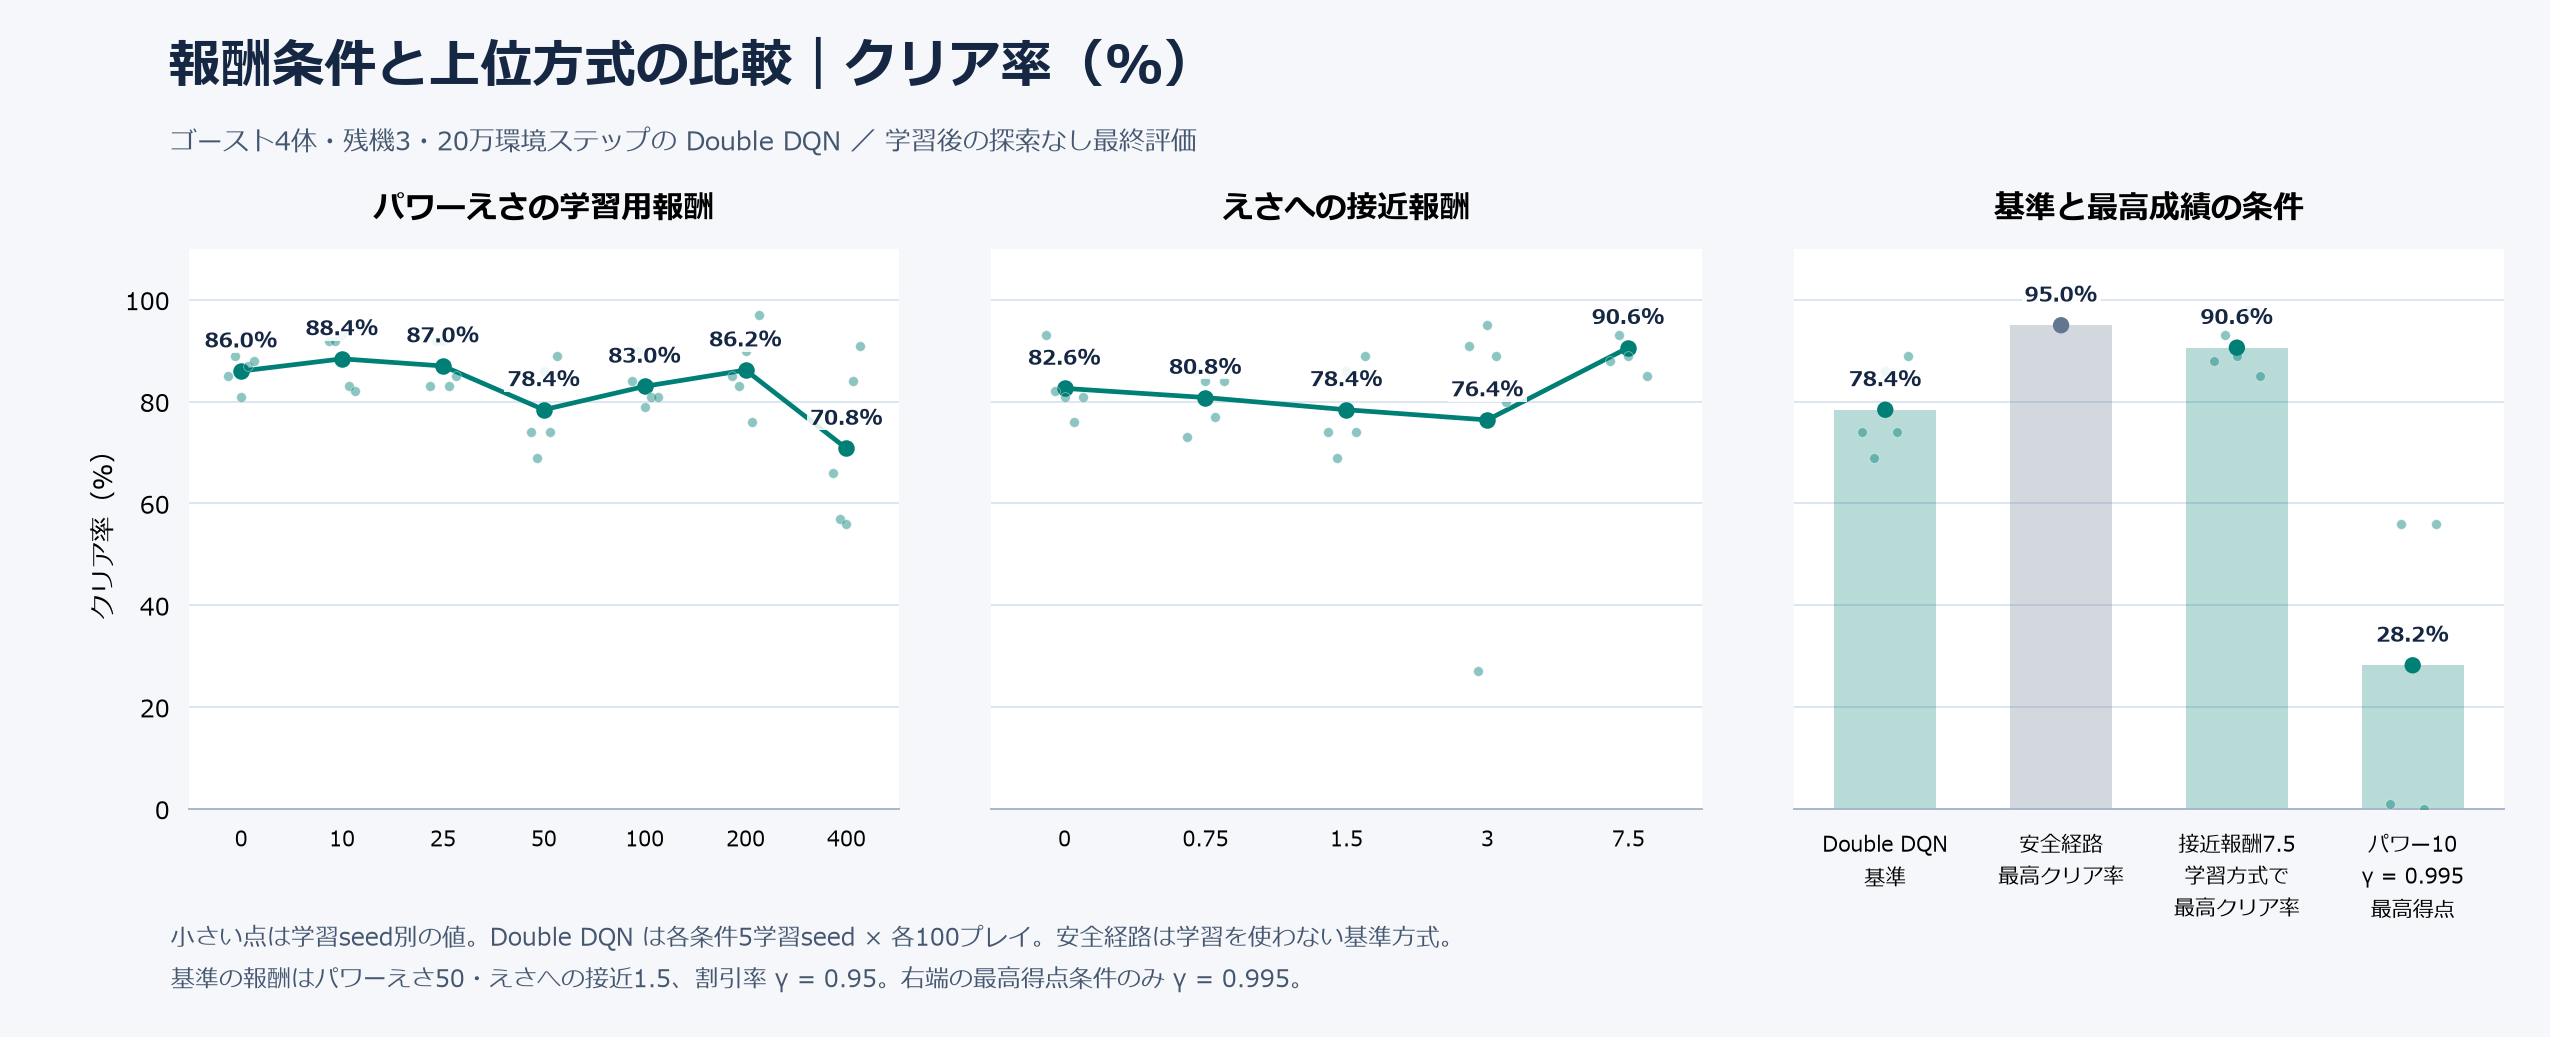 報酬条件と上位方式の比較｜クリア率（%）
ゴースト4体・残機3・20万環境ステップの Double DQN ／ 学習後の探索なし最終評価
パワーえさの学習用報酬
クリア率（%）
100
80
60
40
20
0
86.0%
88.4%
87.0%
78.4%
83.0%
86.2%
70.8%
0
10
25
50
100
200
400
えさへの接近報酬
82.6%
80.8%
78.4%
76.4%
90.6%
0
0.75
1.5
3
7.5
基準と最高成績の条件
78.4%
95.0%
90.6%
28.2%
Double DQN
基準
安全経路
最高クリア率
接近報酬7.5
学習方式で
最高クリア率
パワー10
γ = 0.995
最高得点
小さい点は学習seed別の値。Double DQN は各条件5学習seed × 各100プレイ。安全経路は学習を使わない基準方式。
基準の報酬はパワーえさ50・えさへの接近1.5、割引率 γ = 0.95。右端の最高得点条件のみ γ = 0.995。